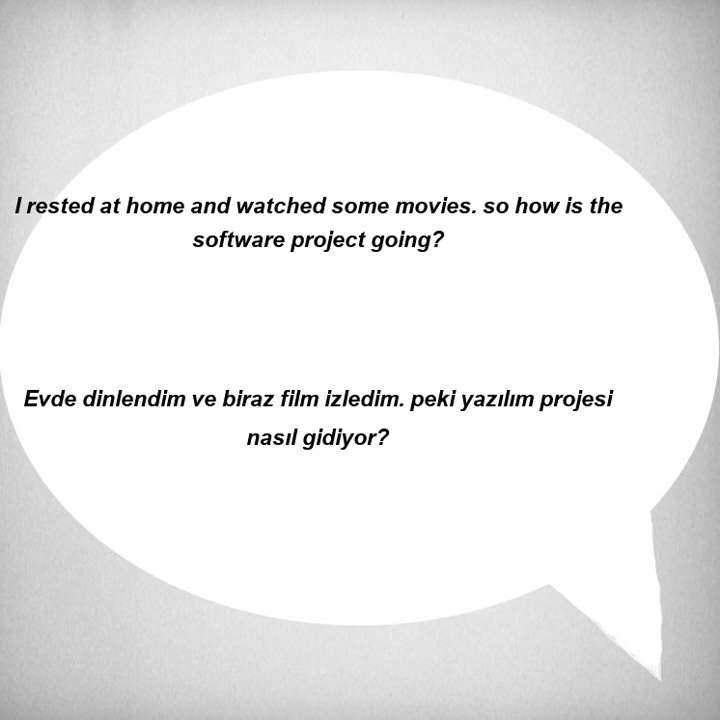 I rested at home and watched some movies. so how is the
software project going?
Evde dinlendim ve biraz film izledim. peki yazılım projesi
nasıl gidiyor?